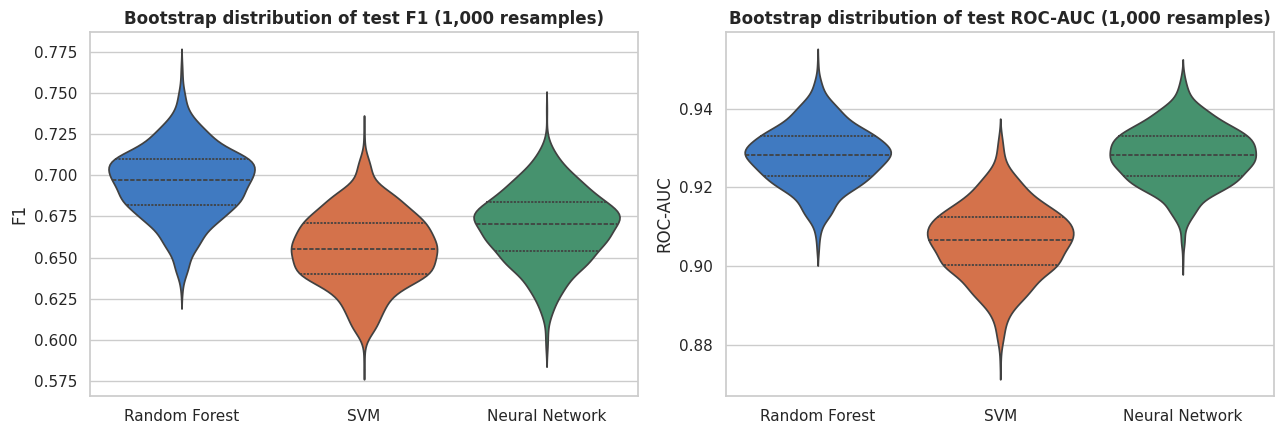 Bootstrap distribution of test F1 (1,000 resamples)
F1
0.775
0.750
0.725
0.700
0.675
0.650
0.625
0.600
0.575
Random Forest
SVM
Neural Network
Bootstrap distribution of test ROC-AUC (1,000 resamples)
ROC-AUC
0.94
0.92
0.90
0.88
Random Forest
SVM
Neural Network